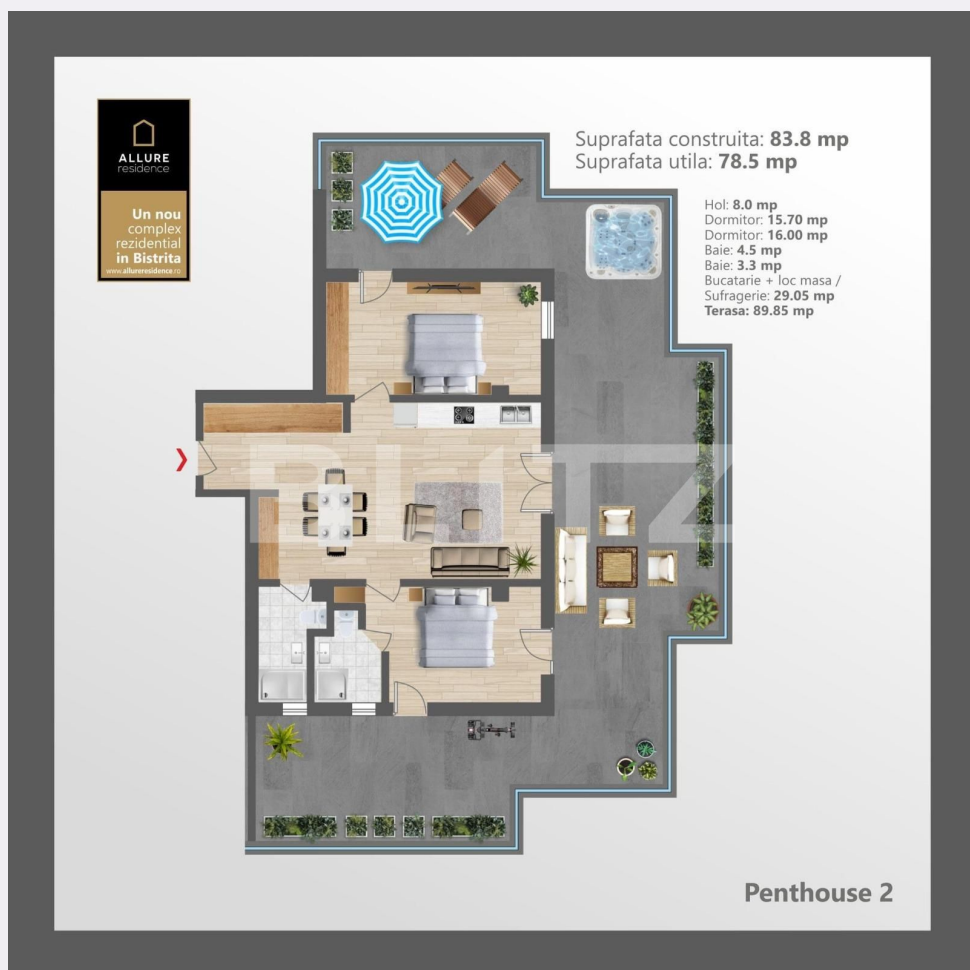 ALLURE
residence
Un nou
complex
rezidential
in Bistrita
www.allureresidence.ro
Suprafata construita: 83.8 mp
Suprafata utila: 78.5 mp
Hol: 8.0 mp
Dormitor: 15.70 mp
Dormitor: 16.00 mp
Baie: 4.5 mp
Baie: 3.3 mp
Bucatarie + loc masa /
Sufragerie: 29.05 mp
Terasa: 89.85 mp
BLITZ
Penthouse 2